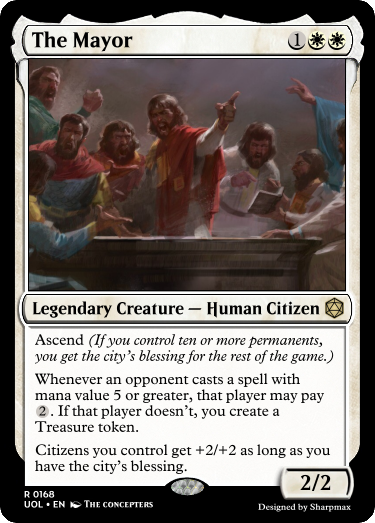 The Mayor 1
Legendary Creature — Human Citizen
Ascend (If you control ten or more permanents,
you get the city's blessing for the rest of the game.)
Whenever an opponent casts a spell with
mana value 5 or greater, that player may pay
2. If that player doesn't, you create a
Treasure token.
Citizens you control get +2/+2 as long as you
have the city's blessing.
2/2
R 0168
UOL • EN The Concepters
Designed by Sharpmax